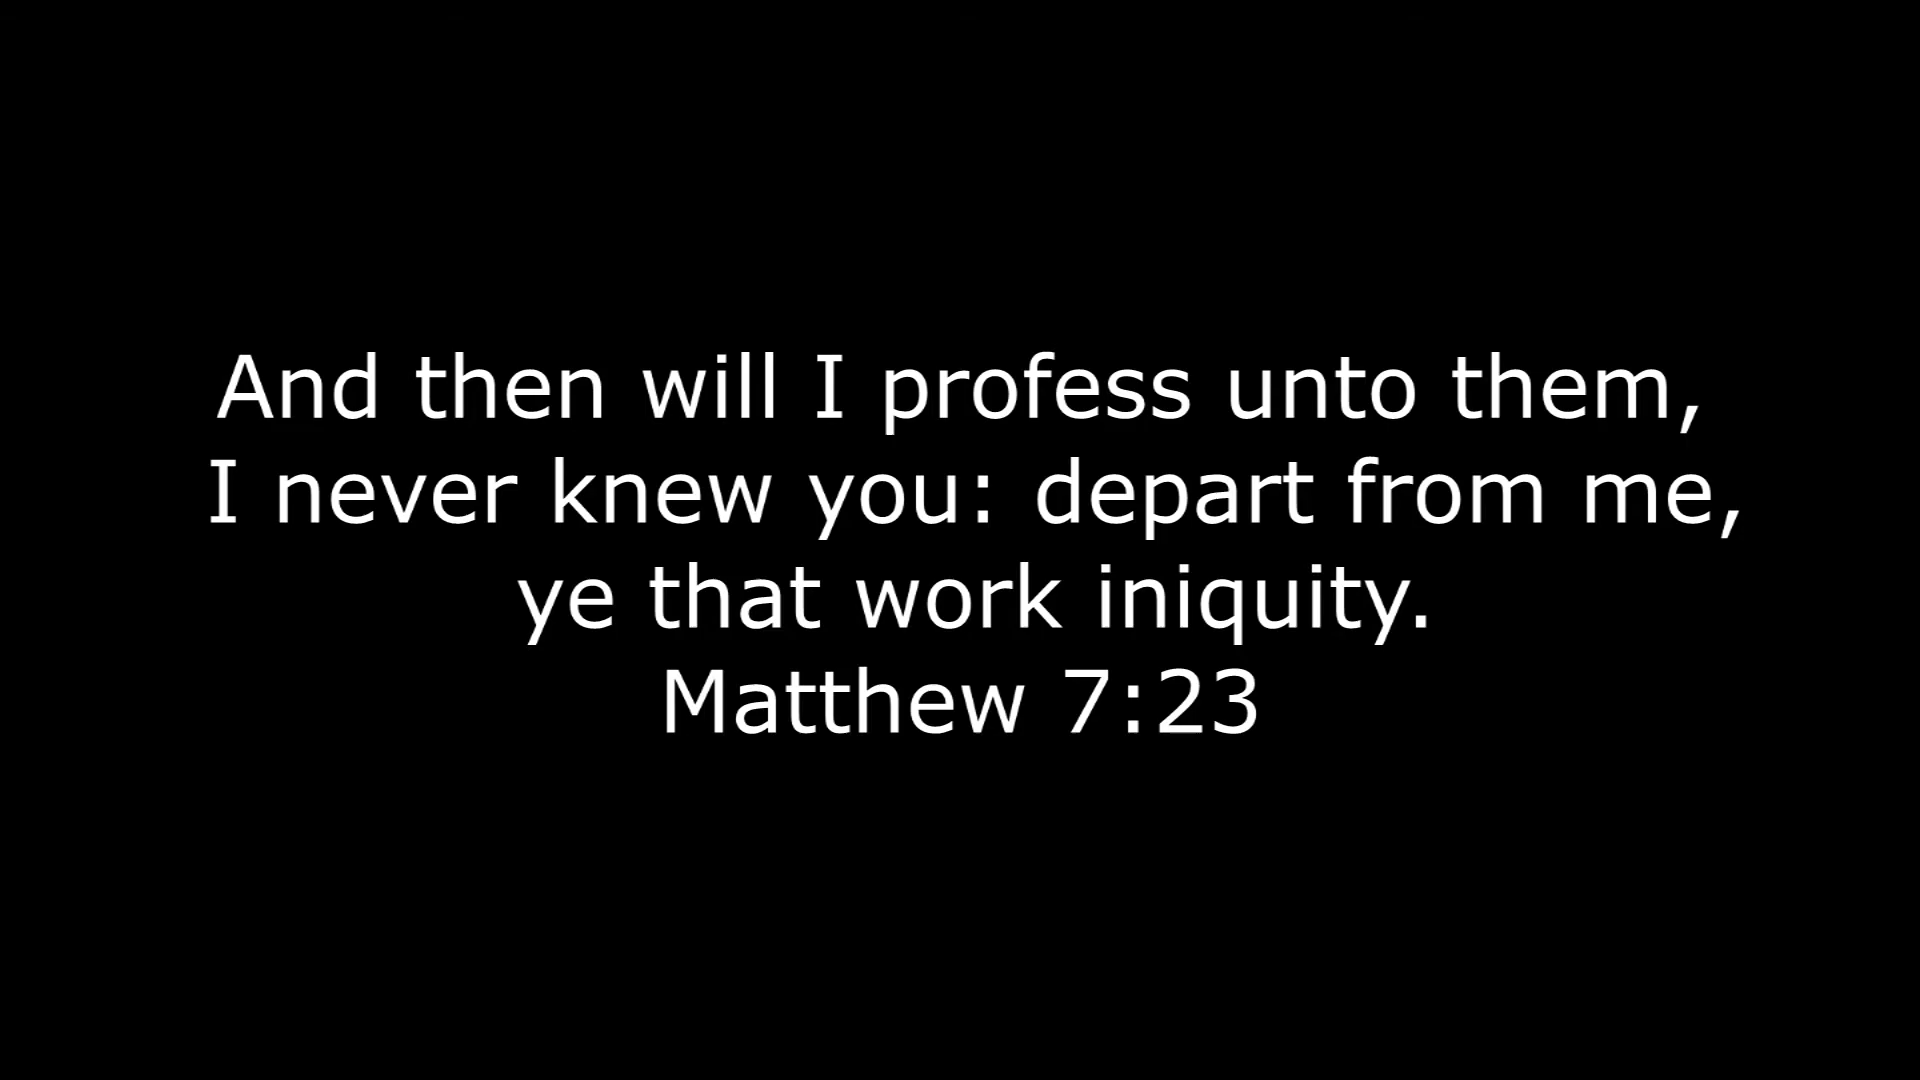 And then will I profess unto them,
I never knew you: depart from me,
ye that work iniquity.
Matthew 7:23